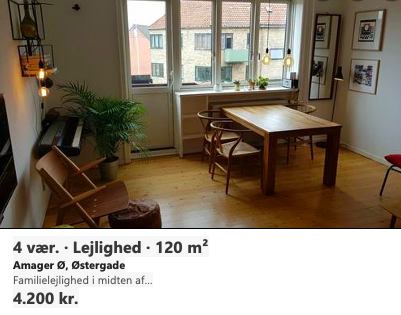 4 vær. · Lejlighed · 120 m²
Amager Ø, Østergade
Familielejlighed i midten af...
4.200 kr.